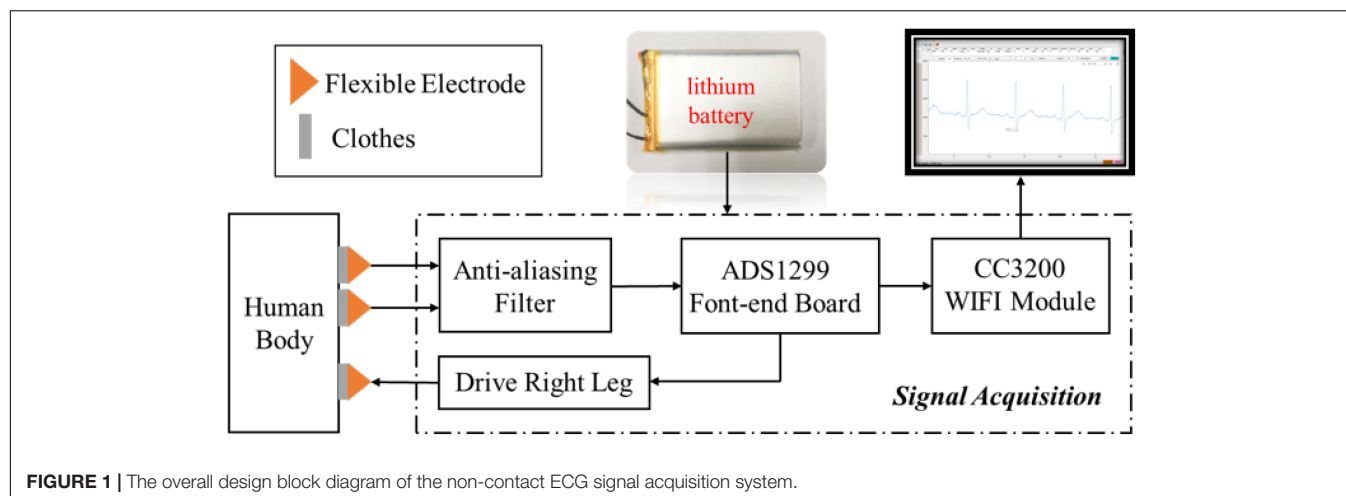 Flexible Electrode
Clothes
lithium
battery
Human
Body
Anti-aliasing
Filter
ADS1299
Font-end Board
CC3200
WIFI Module
Drive Right Leg
Signal Acquisition
FIGURE 1 | The overall design block diagram of the non-contact ECG signal acquisition system.